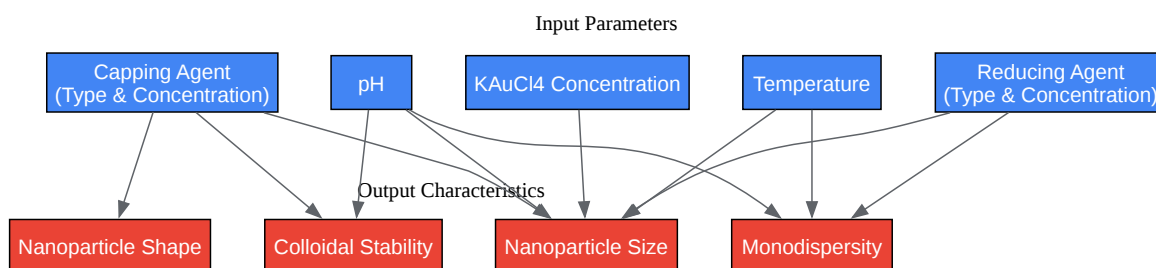 Input Parameters
Capping Agent
(Type & Concentration)
pH
KAuCl4 Concentration
Temperature
Reducing Agent
(Type & Concentration)
Output Characteristics
Nanoparticle Shape
Colloidal Stability
Nanoparticle Size
Monodispersity